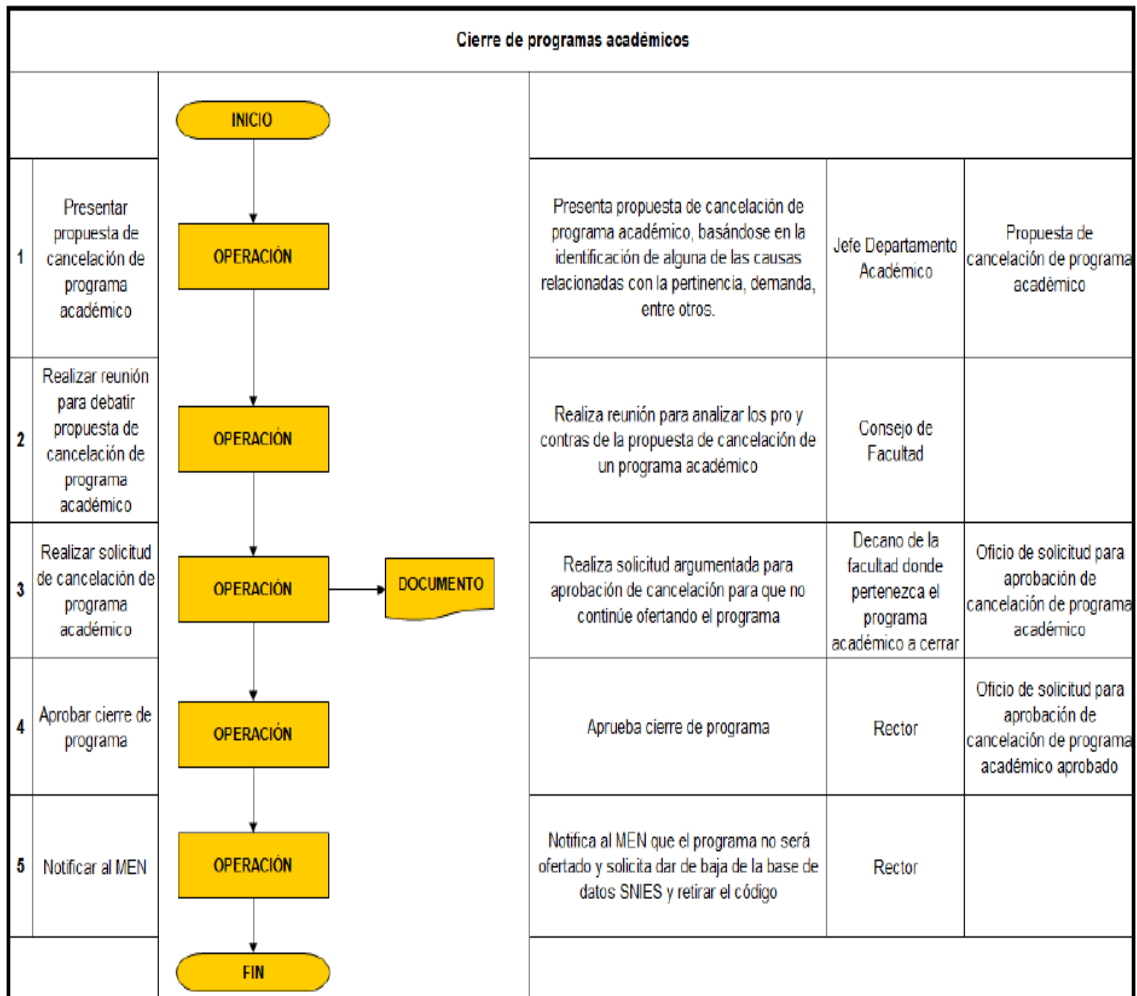 Cierre de programas académicos
INICIO
1
Presentar
propuesta de
cancelación de
programa
académico
OPERACIÓN
Presenta propuesta de cancelación de
programa académico, basándose en la
identificación de alguna de las causas
relacionadas con la pertinencia, demanda,
entre otros.
Jefe Departamento
Académico
Propuesta de
cancelación de programa
académico
2
Realizar reunión
para debatir
propuesta de
cancelación de
programa
académico
OPERACIÓN
Realiza reunión para analizar los pro y
contras de la propuesta de cancelación de
un programa académico
Consejo de
Facultad
3
Realizar solicitud
de cancelación de
programa
académico
OPERACIÓN
DOCUMENTO
Realiza solicitud argumentada para
aprobación de cancelación para que no
continúe ofertando el programa
Decano de la
facultad donde
pertenezca el
programa
académico a cerrar
Oficio de solicitud para
aprobación de
cancelación de programa
académico
4
Aprobar cierre de
programa
OPERACIÓN
Aprueba cierre de programa
Rector
Oficio de solicitud para
aprobación de
cancelación de programa
académico aprobado
5
Notificar al MEN
OPERACIÓN
Notifica al MEN que el programa no será
ofertado y solicita dar de baja de la base de
datos SNIES y retirar el código
Rector
FIN